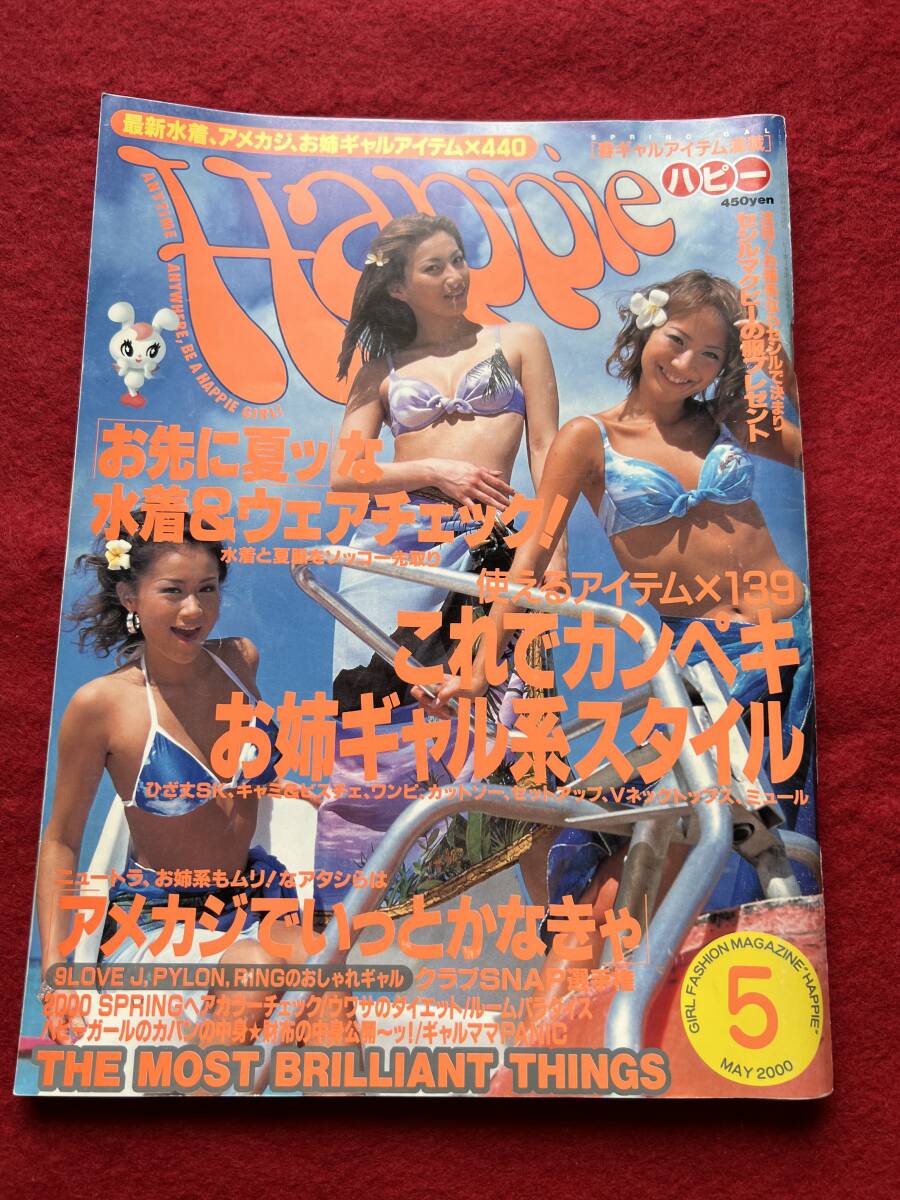 最新水着、アメカジ、お姉ギャルアイテム×440
SPRING GAL
[春ギャルアイテム満載]
Happie
ハピー
450yen
ANYTIME ANYWHERE, BE A HAPPIE GIRL!
セシルマクビーの服プレゼント
「お先に夏ッ」な
水着&ウェアチェック!
水着と夏服をソッコー先取り
使えるアイテム×139
これでカンペキ
お姉ギャル系スタイル
ひざ丈SK、キャミ&ビスチェ、ワンピ、カットソー、セットアップ、Vネックトップス、ミュール
ニュートラ、お姉系もムリ!なアタシらは
「アメカジでいっとかなきゃ」
9LOVE J, PYLON, RINGのおしゃれギャル
クラブSNAP選手権
2000 SPRINGヘアカラーチェック/ウワサのダイエット/ルームパラダイス
ハピーガールのカバンの中身★財布の中身公開〜ッ!/ギャルママPANIC
THE MOST BRILLIANT THINGS
GIRL FASHION MAGAZINE "HAPPIE"
5
MAY 2000